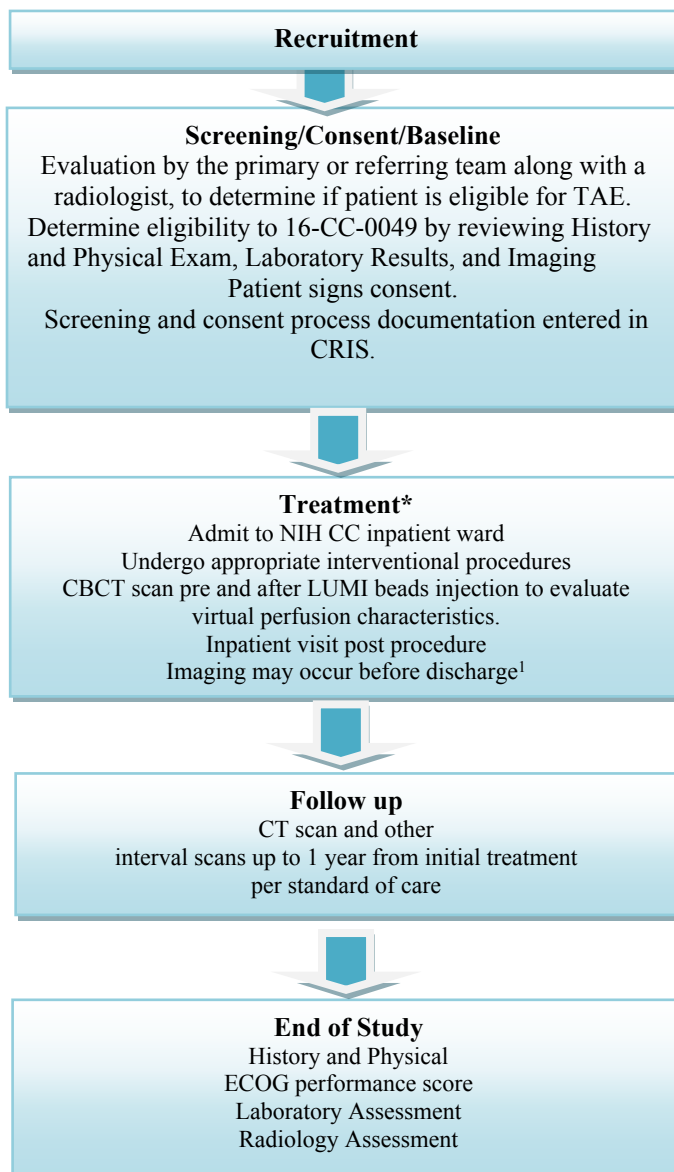 Recruitment
Screening/Consent/Baseline
Evaluation by the primary or referring team along with a
radiologist, to determine if patient is eligible for TAE.
Determine eligibility to 16-CC-0049 by reviewing History
and Physical Exam, Laboratory Results, and Imaging
Patient signs consent.
Screening and consent process documentation entered in
CRIS.
Treatment*
Admit to NIH CC inpatient ward
Undergo appropriate interventional procedures
CBCT scan pre and after LUMI beads injection to evaluate
virtual perfusion characteristics.
Inpatient visit post procedure
Imaging may occur before discharge¹
Follow up
CT scan and other
interval scans up to 1 year from initial treatment
per standard of care
End of Study
History and Physical
ECOG performance score
Laboratory Assessment
Radiology Assessment